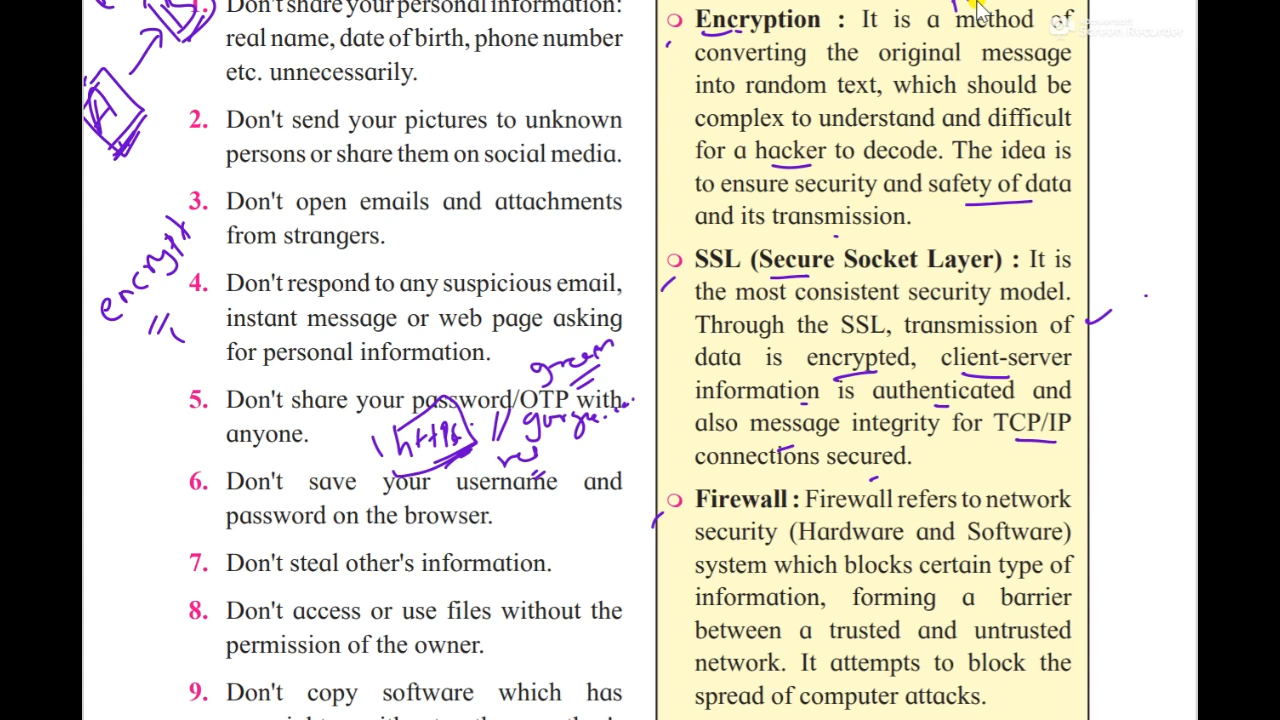 1. Don't share your personal information:
real name, date of birth, phone number
etc. unnecessarily.
2. Don't send your pictures to unknown
persons or share them on social media.
3. Don't open emails and attachments
from strangers.
4. Don't respond to any suspicious email,
instant message or web page asking
for personal information.
5. Don't share your password/OTP with
anyone.
6. Don't save your username and
password on the browser.
7. Don't steal other's information.
8. Don't access or use files without the
permission of the owner.
9. Don't copy software which has
A
encrypt
green
https
Encryption : It is a method of
converting the original message
into random text, which should be
complex to understand and difficult
for a hacker to decode. The idea is
to ensure security and safety of data
and its transmission.
SSL (Secure Socket Layer) : It is
the most consistent security model.
Through the SSL, transmission of
data is encrypted, client-server
information is authenticated and
also message integrity for TCP/IP
connections secured.
Firewall : Firewall refers to network
security (Hardware and Software)
system which blocks certain type of
information, forming a barrier
between a trusted and untrusted
network. It attempts to block the
spread of computer attacks.
Screen Recorder